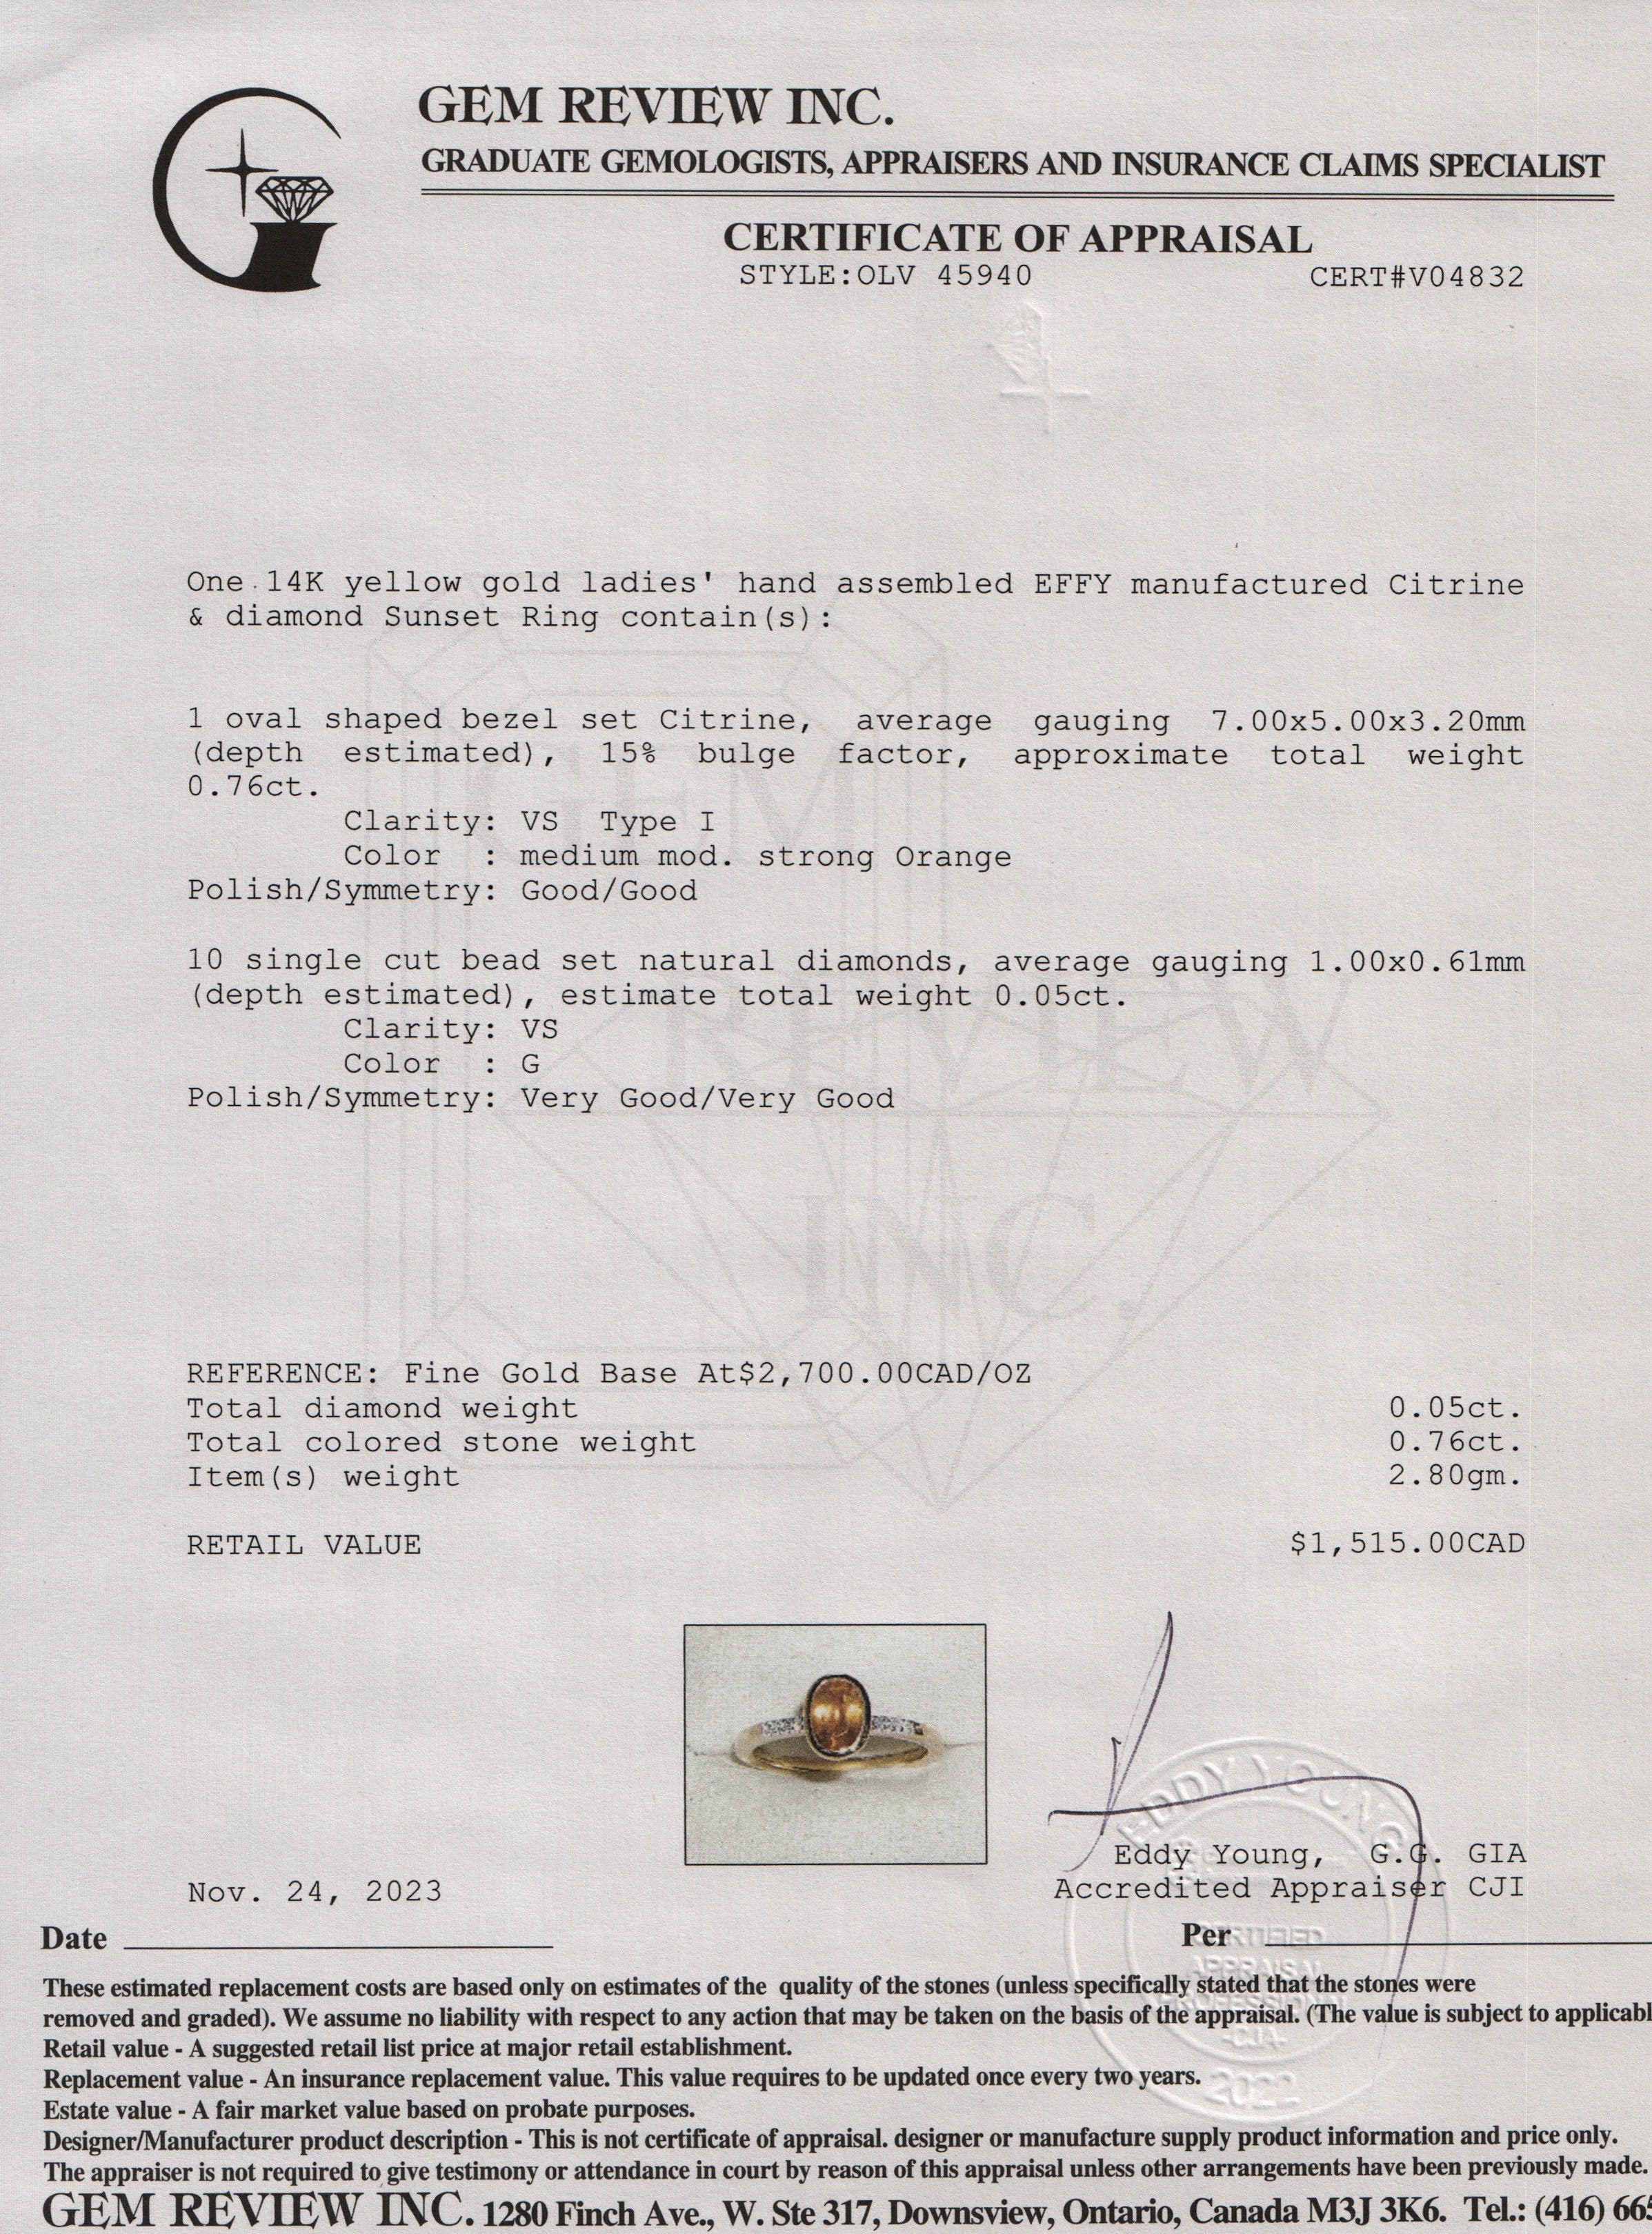 GEM REVIEW INC.
GRADUATE GEMOLOGISTS, APPRAISERS AND INSURANCE CLAIMS SPECIALIST
CERTIFICATE OF APPRAISAL
STYLE:OLV 45940 CERT#V04832
One 14K yellow gold ladies' hand assembled EFFY manufactured Citrine
& diamond Sunset Ring contain(s):
1 oval shaped bezel set Citrine, average gauging 7.00x5.00x3.20mm
(depth estimated), 15% bulge factor, approximate total weight
0.76ct.
Clarity: VS Type I
Color : medium mod. strong Orange
Polish/Symmetry: Good/Good
10 single cut bead set natural diamonds, average gauging 1.00x0.61mm
(depth estimated), estimate total weight 0.05ct.
Clarity: VS
Color : G
Polish/Symmetry: Very Good/Very Good
GEM
REVIEW
INC.
REFERENCE: Fine Gold Base At$2,700.00CAD/OZ
Total diamond weight 0.05ct.
Total colored stone weight 0.76ct.
Item(s) weight 2.80gm.
RETAIL VALUE $1,515.00CAD
EDDY YOUNG
Eddy Young, G.G. GIA
Nov. 24, 2023 Accredited Appraiser CJI
Date Per
CERTIFIED
APPRAISAL
PROFESSIONAL
-CJA-
2022
These estimated replacement costs are based only on estimates of the quality of the stones (unless specifically stated that the stones were
removed and graded). We assume no liability with respect to any action that may be taken on the basis of the appraisal. (The value is subject to applicabl
Retail value - A suggested retail list price at major retail establishment.
Replacement value - An insurance replacement value. This value requires to be updated once every two years.
Estate value - A fair market value based on probate purposes.
Designer/Manufacturer product description - This is not certificate of appraisal. designer or manufacture supply product information and price only.
The appraiser is not required to give testimony or attendance in court by reason of this appraisal unless other arrangements have been previously made.
GEM REVIEW INC. 1280 Finch Ave., W. Ste 317, Downsview, Ontario, Canada M3J 3K6. Tel.: (416) 66